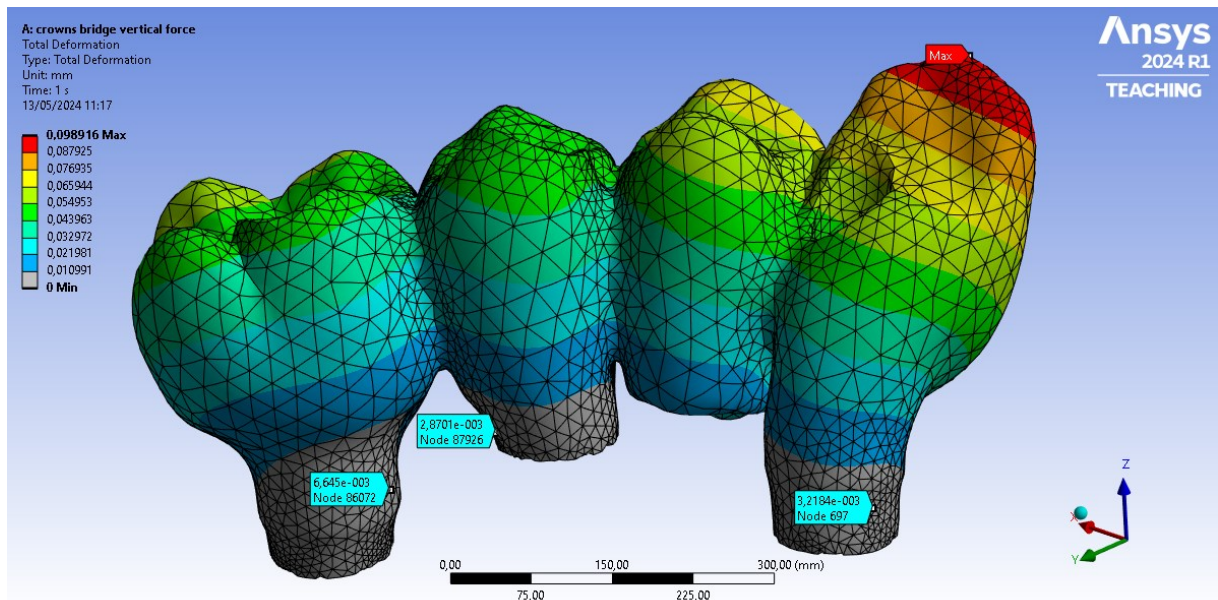 A: crowns bridge vertical force
Total Deformation
Type: Total Deformation
Unit: mm
Time: 1 s
13/05/2024 11:17
0,098916 Max
0,087925
0,076935
0,065944
0,054953
0,043963
0,032972
0,021981
0,010991
0 Min
Max
Ansys
2024 R1
TEACHING
2,8701e-003
Node 87926
6,645e-003
Node 86072
3,2184e-003
Node 697
0,00 150,00 300,00 (mm)
75,00 225,00
Z
X
Y